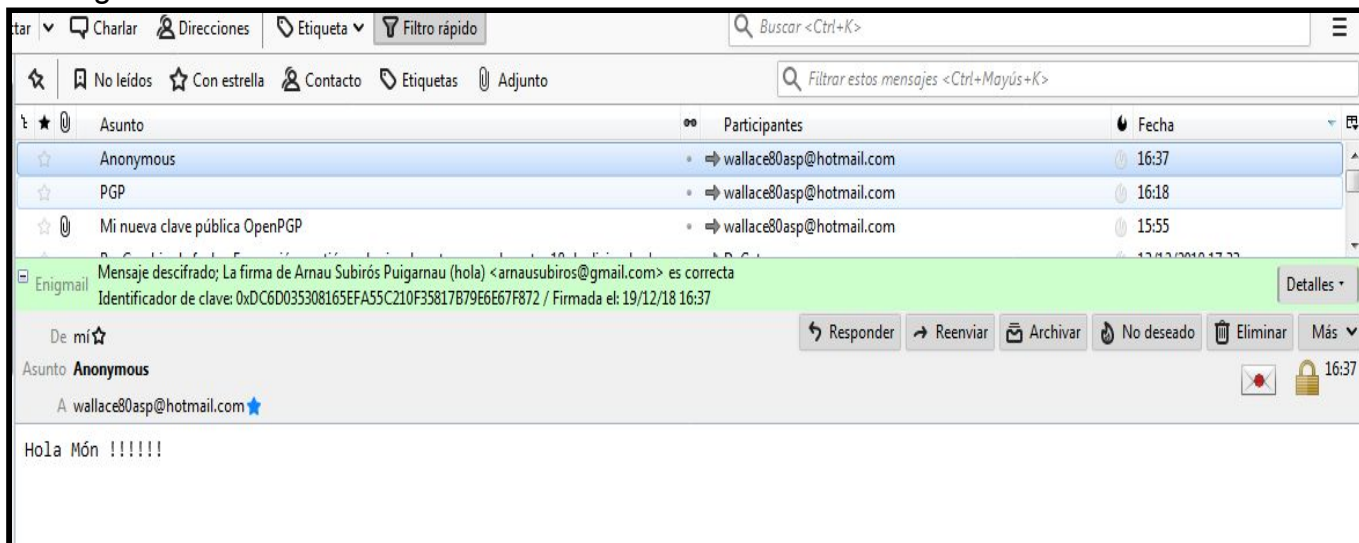 Charlar Direcciones Etiqueta Filtro rápido Buscar <Ctrl+K>
No leídos Con estrella Contacto Etiquetas Adjunto Filtrar estos mensajes <Ctrl+Mayús+K>
Asunto Participantes Fecha
Anonymous wallace80asp@hotmail.com 16:37
PGP wallace80asp@hotmail.com 16:18
Mi nueva clave pública OpenPGP wallace80asp@hotmail.com 15:55
Enigmail Mensaje descifrado; La firma de Arnau Subirós Puigarnau (hola) <arnausubiros@gmail.com> es correcta
Identificador de clave: 0xDC6D035308165EFA55C210F35817B79E6E67F872 / Firmada el: 19/12/18 16:37
Detalles
De mí Responder Reenviar Archivar No deseado Eliminar Más
Asunto Anonymous 16:37
A wallace80asp@hotmail.com
Hola Món !!!!!!